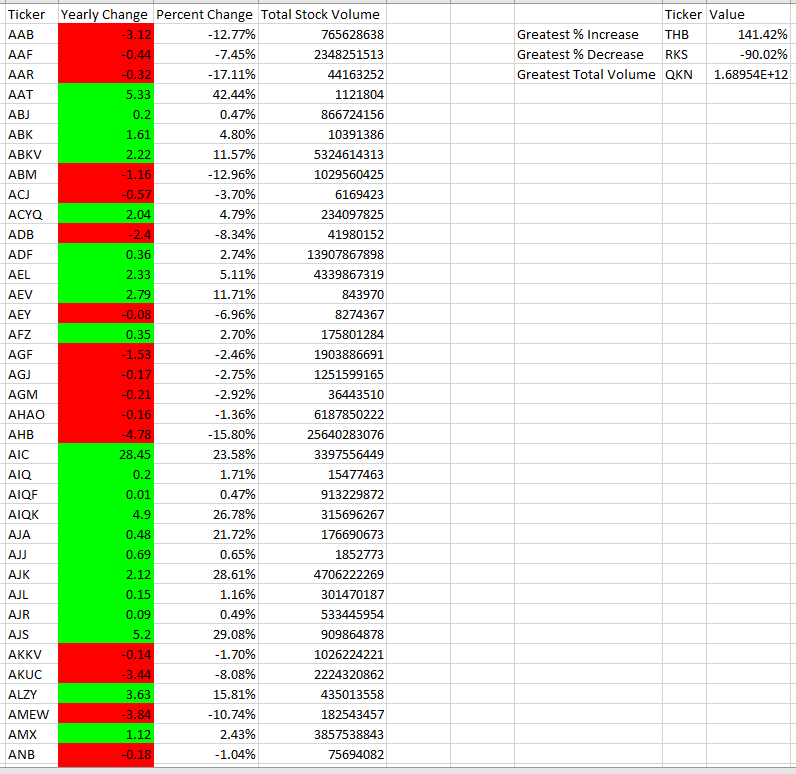 Ticker Yearly Change Percent Change Total Stock Volume Ticker Value
AAB -3.12 -12.77% 765628638 Greatest % Increase THB 141.42%
AAF -0.44 -7.45% 2348251513 Greatest % Decrease RKS -90.02%
AAR -0.32 -17.11% 44163252 Greatest Total Volume QKN 1.68954E+12
AAT 5.33 42.44% 1121804
ABJ 0.2 0.47% 866724156
ABK 1.61 4.80% 10391386
ABKV 2.22 11.57% 5324614313
ABM -1.16 -12.96% 1029560425
ACJ -0.57 -3.70% 6169423
ACYQ 2.04 4.79% 234097825
ADB -2.4 -8.34% 41980152
ADF 0.36 2.74% 13907867898
AEL 2.33 5.11% 4339867319
AEV 2.79 11.71% 843970
AEY -0.08 -6.96% 8274367
AFZ 0.35 2.70% 175801284
AGF -1.53 -2.46% 1903886691
AGJ -0.17 -2.75% 1251599165
AGM -0.21 -2.92% 36443510
AHAO -0.16 -1.36% 6187850222
AHB -4.78 -15.80% 25640283076
AIC 28.45 23.58% 3397556449
AIQ 0.2 1.71% 15477463
AIQF 0.01 0.47% 913229872
AIQK 4.9 26.78% 315696267
AJA 0.48 21.72% 176690673
AJJ 0.69 0.65% 1852773
AJK 2.12 28.61% 4706222269
AJL 0.15 1.16% 301470187
AJR 0.09 0.49% 533445954
AJS 5.2 29.08% 909864878
AKKV -0.14 -1.70% 1026224221
AKUC -3.44 -8.08% 2224320862
ALZY 3.63 15.81% 435013558
AMEW -3.84 -10.74% 182543457
AMX 1.12 2.43% 3857538843
ANB -0.18 -1.04% 75694082